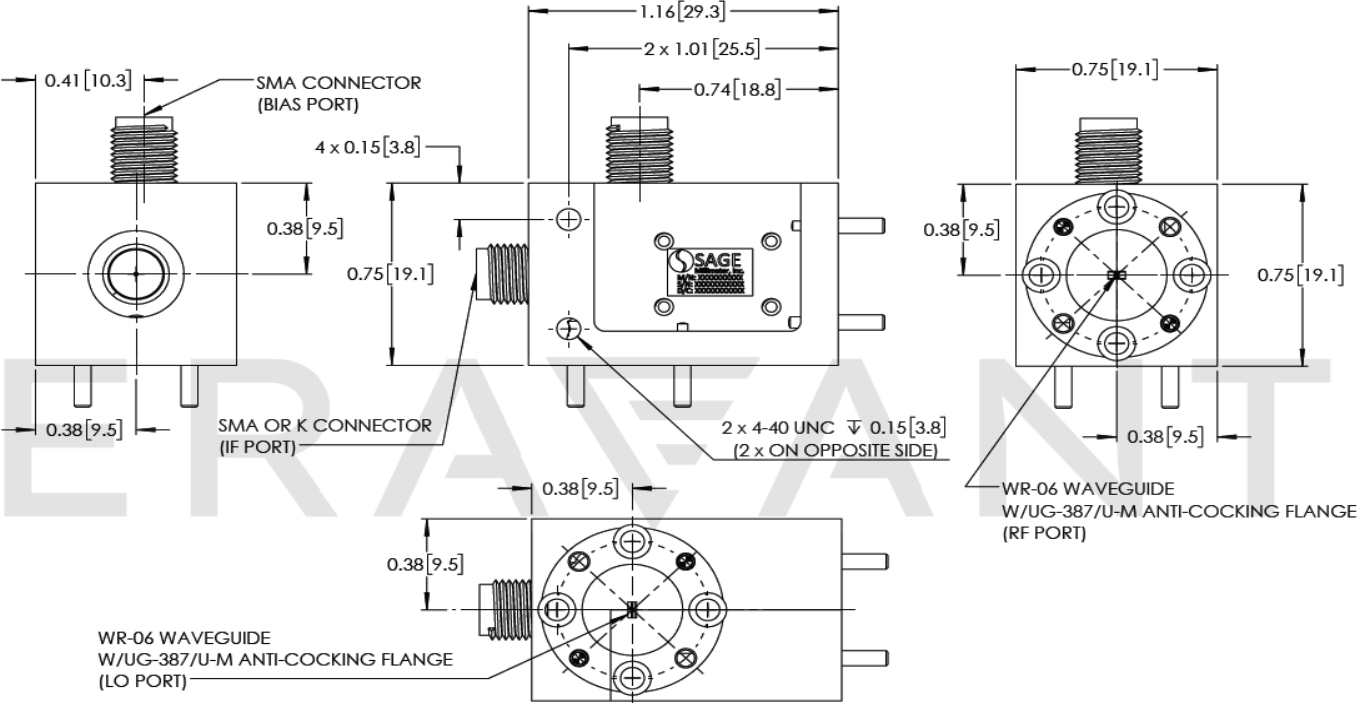 1.16[29.3]
2 x 1.01[25.5]
0.74[18.8]
0.41[10.3]
SMA CONNECTOR
(BIAS PORT)
0.75[19.1]
4 x 0.15[3.8]
0.38[9.5]
0.75[19.1]
0.38[9.5]
0.75[19.1]
SAGE
Millimeter, Inc.
M/N: XXXXXXXXXX
S/N: XXXXXXXXXX
D/C: XXXXXXXXXX
ERAVANT
0.38[9.5]
SMA OR K CONNECTOR
(IF PORT)
2 x 4-40 UNC ↧ 0.15[3.8]
(2 x ON OPPOSITE SIDE)
0.38[9.5]
WR-06 WAVEGUIDE
W/UG-387/U-M ANTI-COCKING FLANGE
(RF PORT)
0.38[9.5]
0.38[9.5]
WR-06 WAVEGUIDE
W/UG-387/U-M ANTI-COCKING FLANGE
(LO PORT)